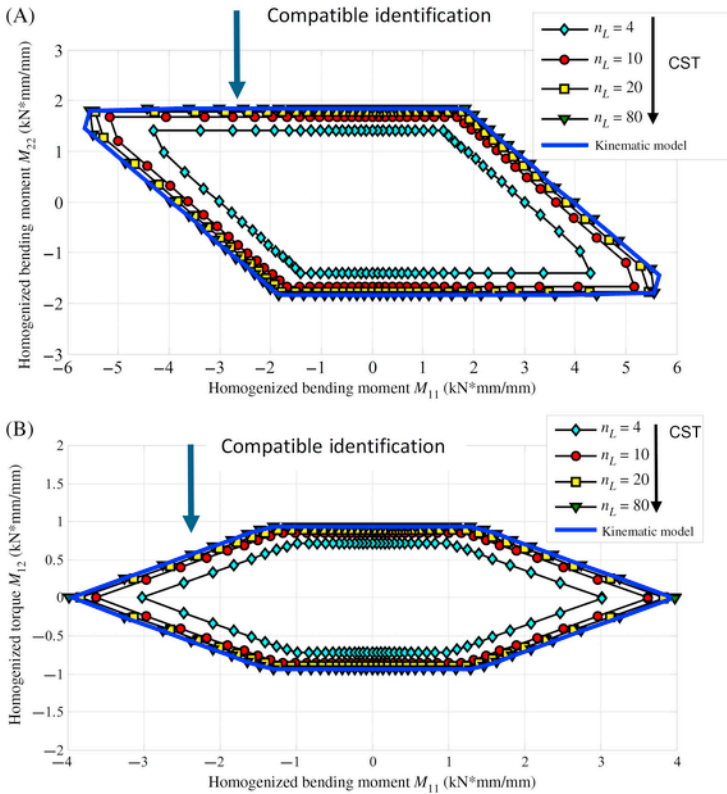 (A)
Compatible identification
n_L = 4
n_L = 10
n_L = 20
n_L = 80
Kinematic model
CST
3
2
1
0
−1
−2
−3
Homogenized bending moment M_22 (kN*mm/mm)
−6 −5 −4 −3 −2 −1 0 1 2 3 4 5 6
Homogenized bending moment M_11 (kN*mm/mm)
(B)
Compatible identification
n_L = 4
n_L = 10
n_L = 20
n_L = 80
Kinematic model
CST
2
1.5
1
0.5
0
−0.5
−1
−1.5
−2
Homogenized torque M_12 (kN*mm/mm)
−4 −3 −2 −1 0 1 2 3 4
Homogenized bending moment M_11 (kN*mm/mm)